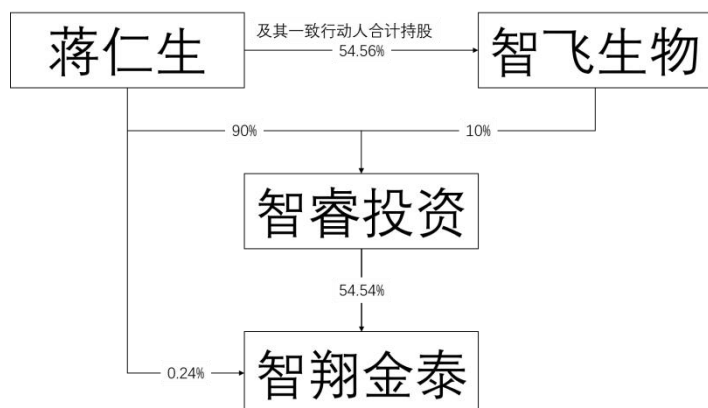 蒋仁生
及其一致行动人合计持股
54.56%
智飞生物
90%
10%
智睿投资
54.54%
0.24%
智翔金泰